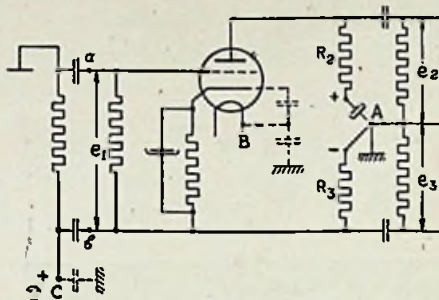 a
R₂
e₂
+
A
e₁
B
−
R₃
e₃
+
C